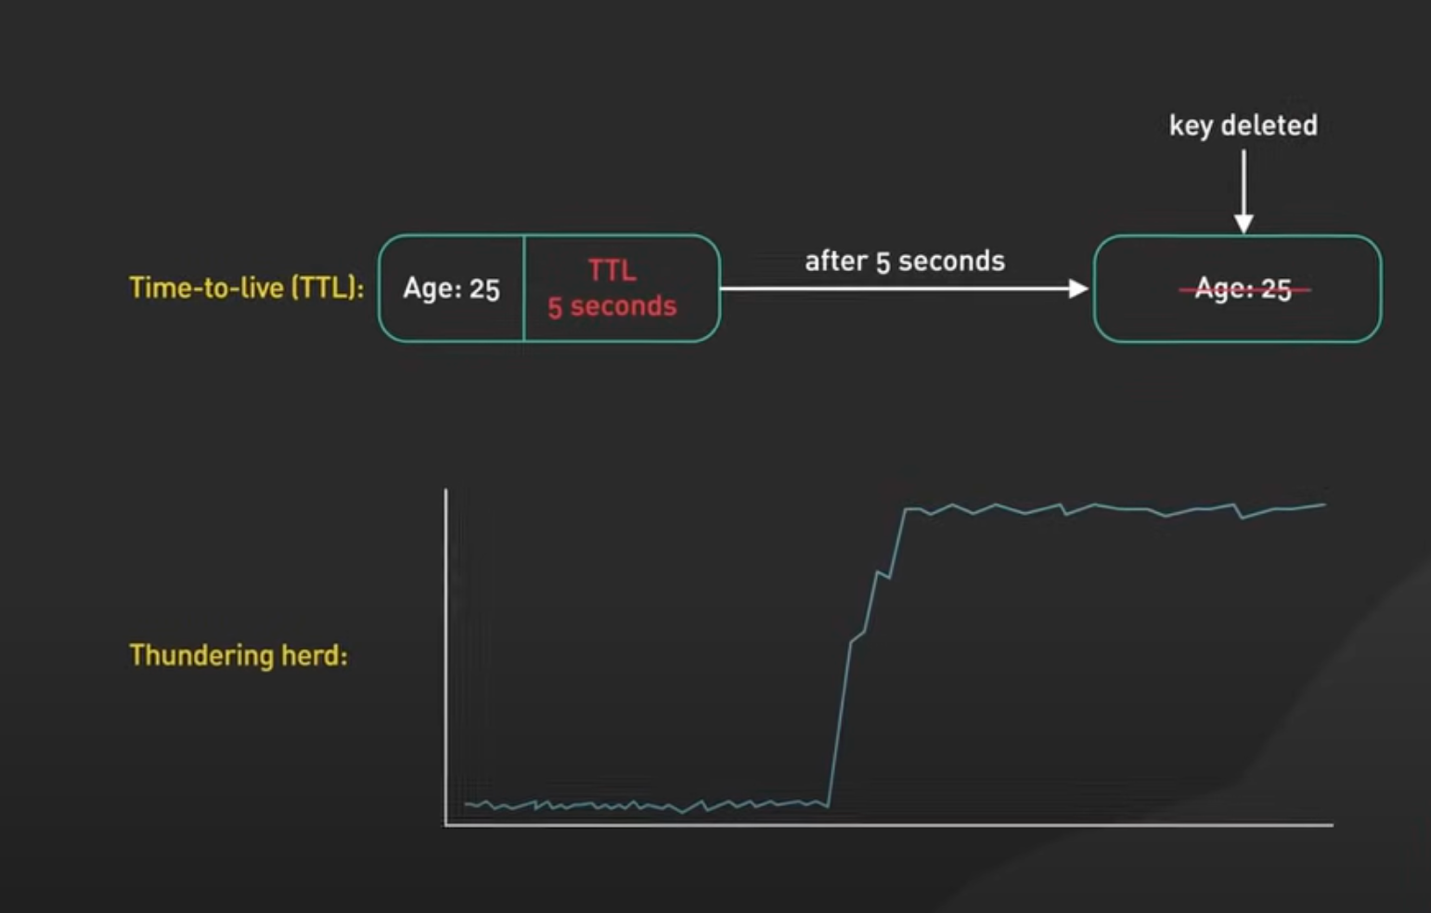 key deleted
Time-to-live (TTL):
Age: 25
TTL
5 seconds
after 5 seconds
Age: 25
Thundering herd: